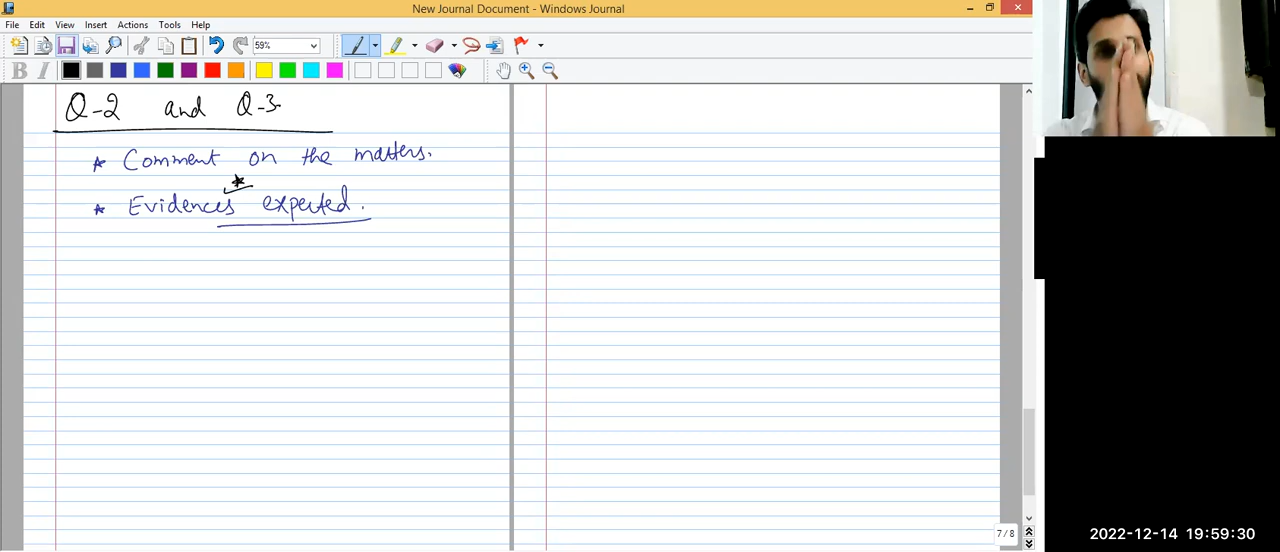 New Journal Document - Windows Journal
File Edit View Insert Actions Tools Help
59%
B I
Q-2 and Q-3
* Comment on the matters.
*
* Evidences expected.
7 / 8
2022-12-14 19:59:30